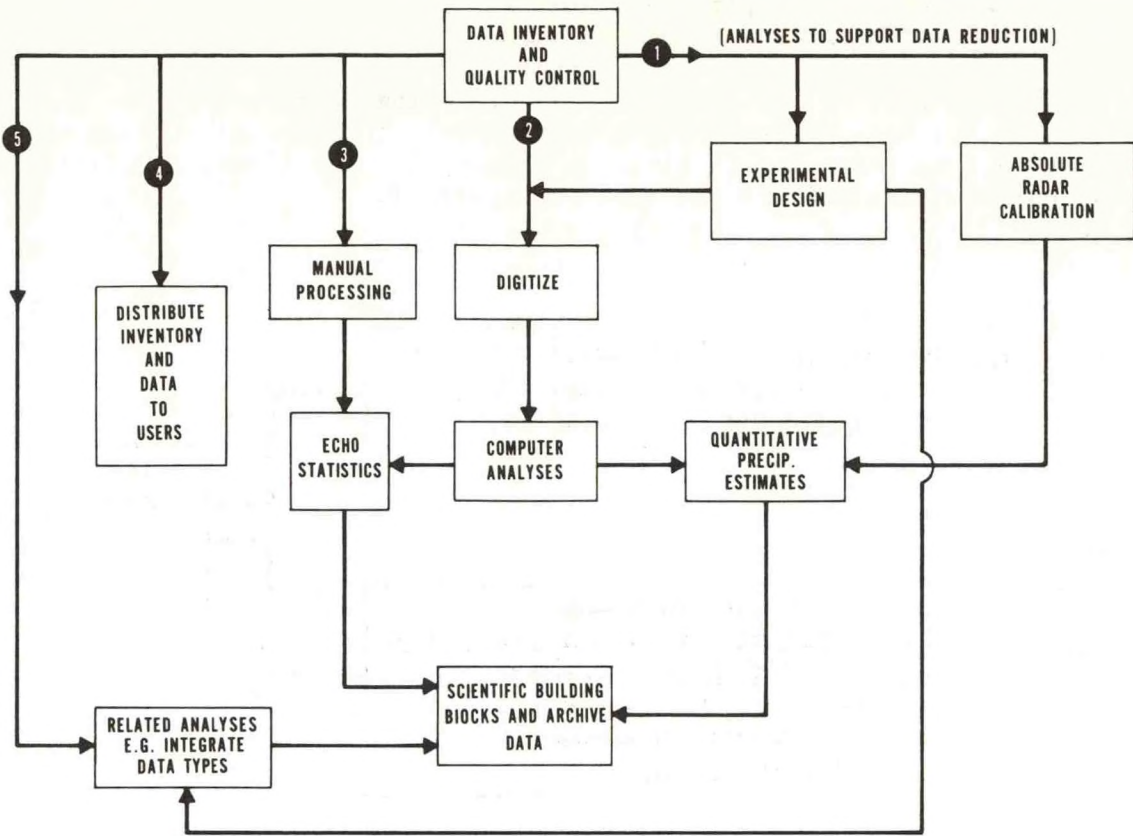 DATA INVENTORY
AND
QUALITY CONTROL
1
(ANALYSES TO SUPPORT DATA REDUCTION)
5
4
3
2
EXPERIMENTAL
DESIGN
ABSOLUTE
RADAR
CALIBRATION
MANUAL
PROCESSING
DIGITIZE
DISTRIBUTE
INVENTORY
AND
DATA
TO
USERS
ECHO
STATISTICS
COMPUTER
ANALYSES
QUANTITATIVE
PRECIP.
ESTIMATES
SCIENTIFIC BUILDING
BLOCKS AND ARCHIVE
DATA
RELATED ANALYSES
E.G. INTEGRATE
DATA TYPES